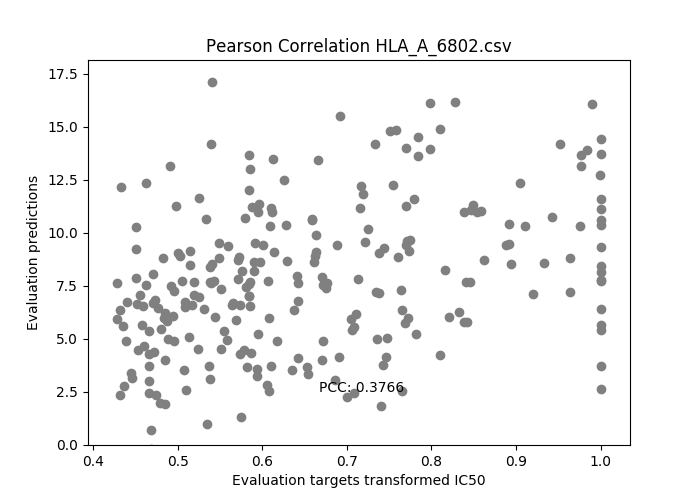 Pearson Correlation HLA_A_6802.csv
17.5
15.0
12.5
10.0
7.5
5.0
2.5
0.0
Evaluation predictions
PCC: 0.3766
0.4 0.5 0.6 0.7 0.8 0.9 1.0
Evaluation targets transformed IC50